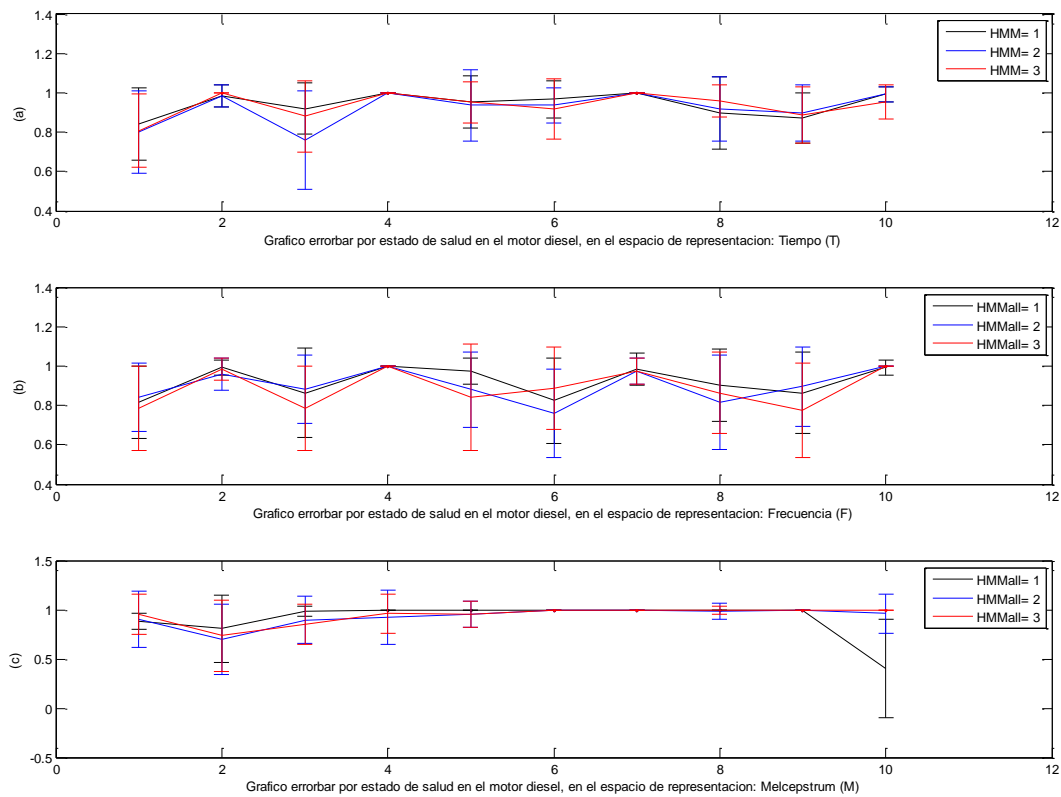 1.4
1.2
1
0.8
0.6
0.4
(a)
HMM= 1
HMM= 2
HMM= 3
0 2 4 6 8 10 12
Grafico errorbar por estado de salud en el motor diesel, en el espacio de representacion: Tiempo (T)
1.4
1.2
1
0.8
0.6
0.4
(b)
HMMall= 1
HMMall= 2
HMMall= 3
0 2 4 6 8 10 12
Grafico errorbar por estado de salud en el motor diesel, en el espacio de representacion: Frecuencia (F)
1.5
1
0.5
0
-0.5
(c)
HMMall= 1
HMMall= 2
HMMall= 3
0 2 4 6 8 10 12
Grafico errorbar por estado de salud en el motor diesel, en el espacio de representacion: Melcepstrum (M)